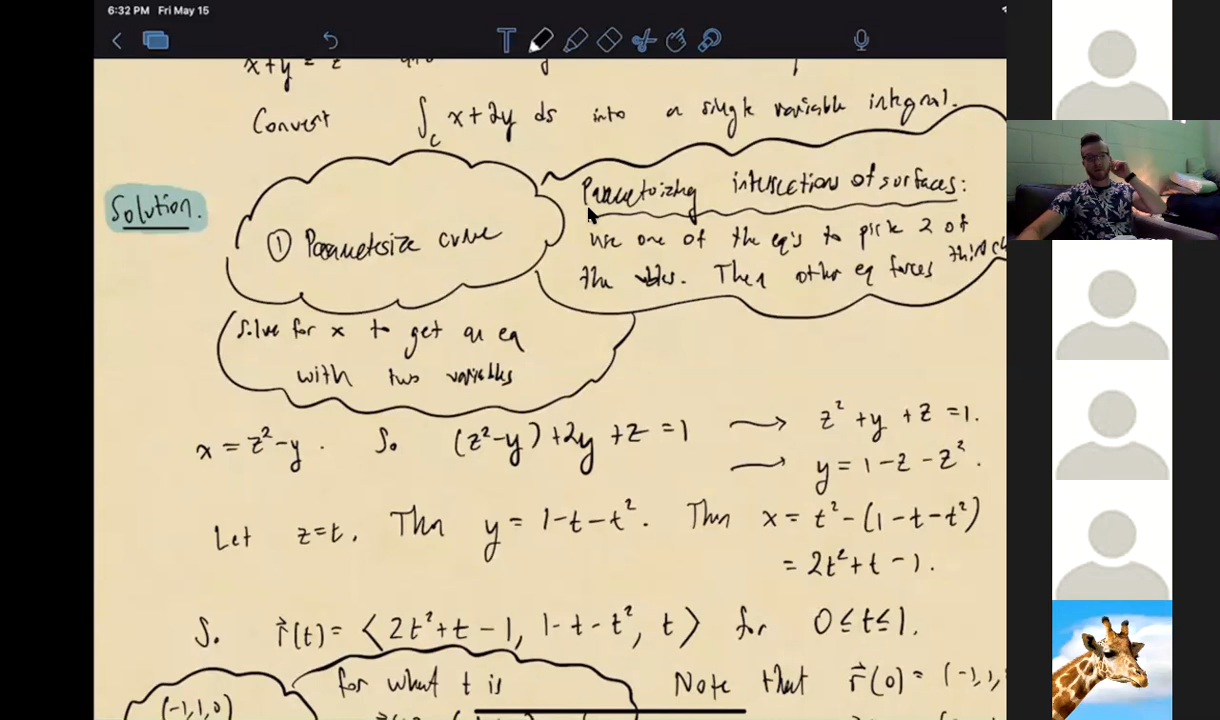 6:32 PM Fri May 15
x+y = z
Convert ∫_C x+2y ds into a single variable integral.
Solution.
① Parametrize curve
Parametrizing intersection of surfaces:
Use one of the eq's to pick 2 of
the vbles. Then other eq forces third
Solve for x to get an eq
with two variables
x = z²-y. So (z²-y)+2y+z=1 → z²+y+z=1.
→ y=1-z-z².
Let z=t. Then y=1-t-t². Then x=t²-(1-t-t²)
=2t²+t-1.
So r⃗(t)=⟨2t²+t-1, 1-t-t², t⟩ for 0≤t≤1.
for what t is
(-1,1,0)
Note that r⃗(0)=(-1,1,